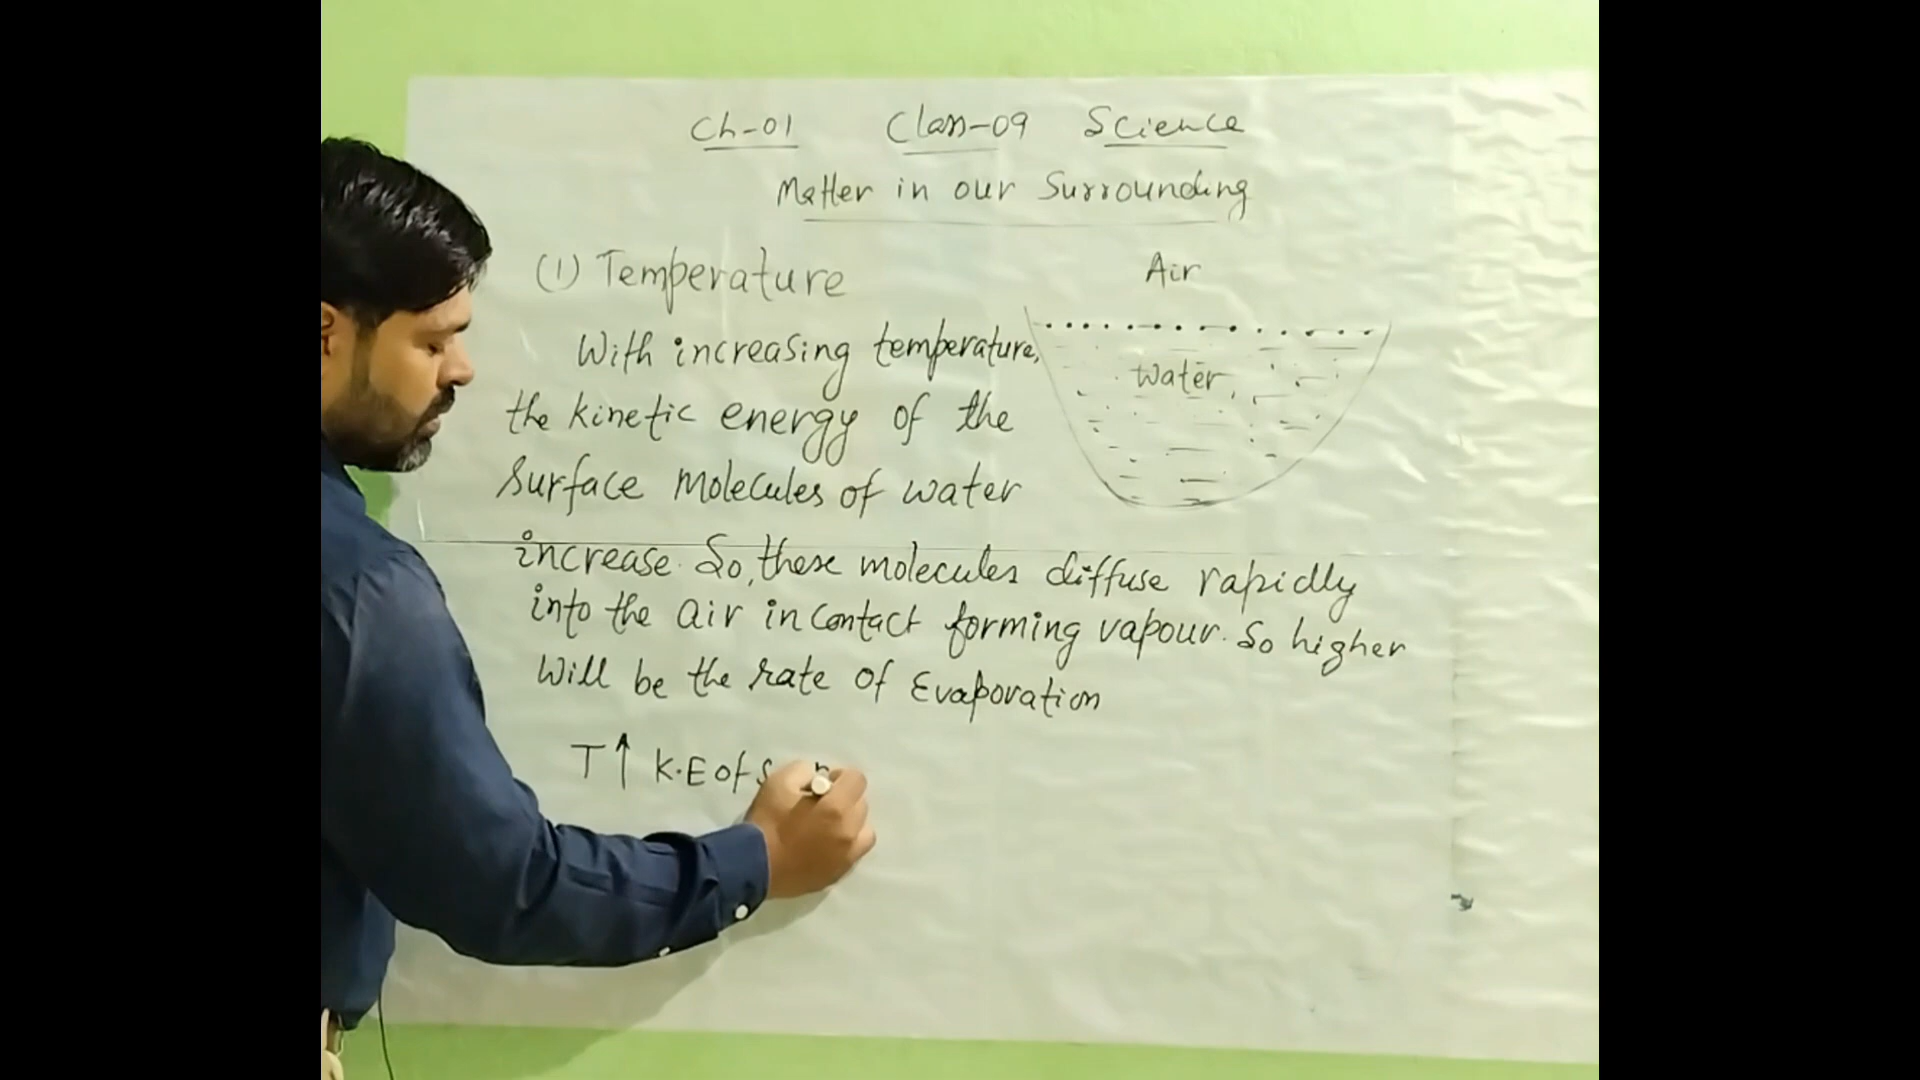 Ch-01 Class-09 Science
Matter in our Surrounding
(1) Temperature
Air
With increasing temperature,
Water
the kinetic energy of the
surface molecules of water
increase. So, these molecules diffuse rapidly
into the air in contact forming vapour. So higher
Will be the rate of Evaporation
T↑ K.E of